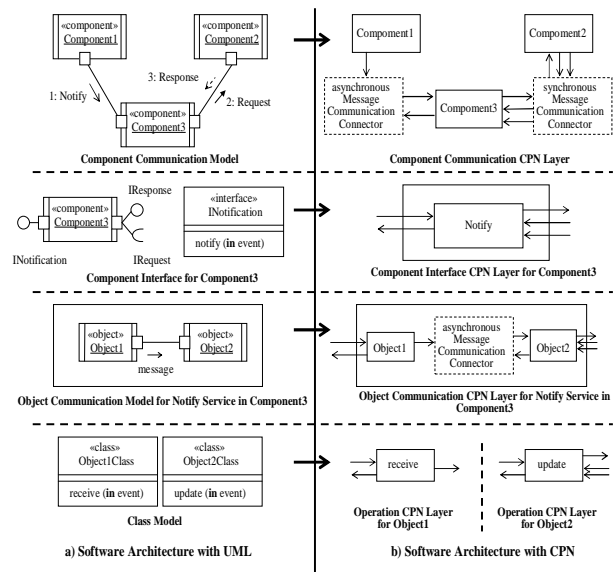 «component»
Component1
«component»
Component2
3: Response
1: Notify
2: Request
«component»
Component3
Component Communication Model
Compoment1
Compoment2
asynchronous
Message
Communication
Connector
Compoment3
synchronous
Message
Communication
Connector
Component Communication CPN Layer
IResponse
«component»
Component3
INotification
IRequest
«interface»
INotification
notify (in event)
Component Interface for Component3
Notify
Component Interface CPN Layer for Component3
«object»
Object1
«object»
Object2
message
Object Communication Model for Notify Service in Component3
Object1
asynchronous
Message
Communication
Connector
Object2
Object Communication CPN Layer for Notify Service in
Component3
«class»
Object1Class
receive (in event)
«class»
Object2Class
update (in event)
Class Model
receive
Operation CPN Layer
for Object1
update
Operation CPN Layer
for Object2
a) Software Architecture with UML
b) Software Architecture with CPN